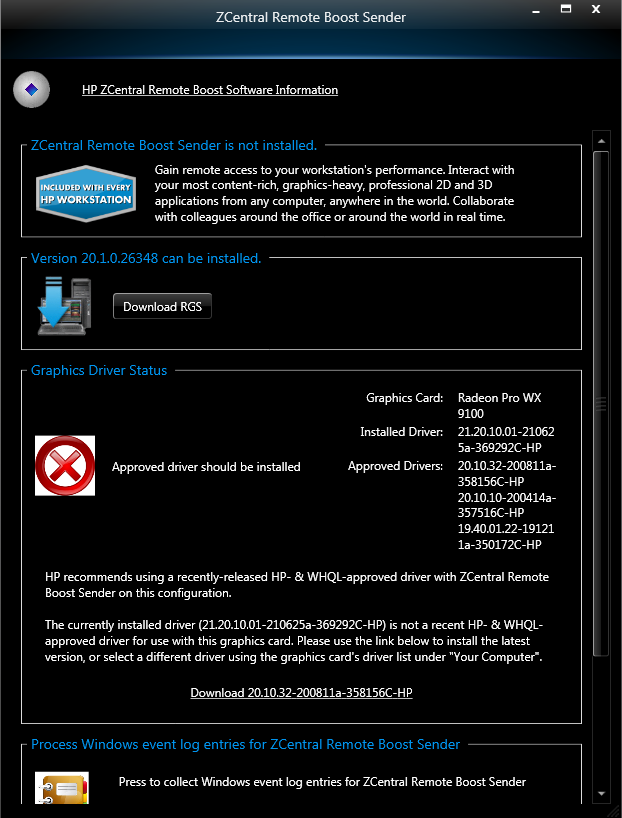 ZCentral Remote Boost Sender
HP ZCentral Remote Boost Software Information
ZCentral Remote Boost Sender is not installed.
INCLUDED WITH EVERY
HP WORKSTATION
Gain remote access to your workstation's performance. Interact with
your most content-rich, graphics-heavy, professional 2D and 3D
applications from any computer, anywhere in the world. Collaborate
with colleagues around the office or around the world in real time.
Version 20.1.0.26348 can be installed.
Download RGS
Graphics Driver Status
Approved driver should be installed
Graphics Card: Radeon Pro WX
9100
Installed Driver: 21.20.10.01-21062
5a-369292C-HP
Approved Drivers: 20.10.32-200811a-
358156C-HP
20.10.10-200414a-
357516C-HP
19.40.01.22-19121
1a-350172C-HP
HP recommends using a recently-released HP- & WHQL-approved driver with ZCentral Remote
Boost Sender on this configuration.
The currently installed driver (21.20.10.01-210625a-369292C-HP) is not a recent HP- & WHQL-
approved driver for use with this graphics card. Please use the link below to install the latest
version, or select a different driver using the graphics card's driver list under "Your Computer".
Download 20.10.32-200811a-358156C-HP
Process Windows event log entries for ZCentral Remote Boost Sender
Press to collect Windows event log entries for ZCentral Remote Boost Sender